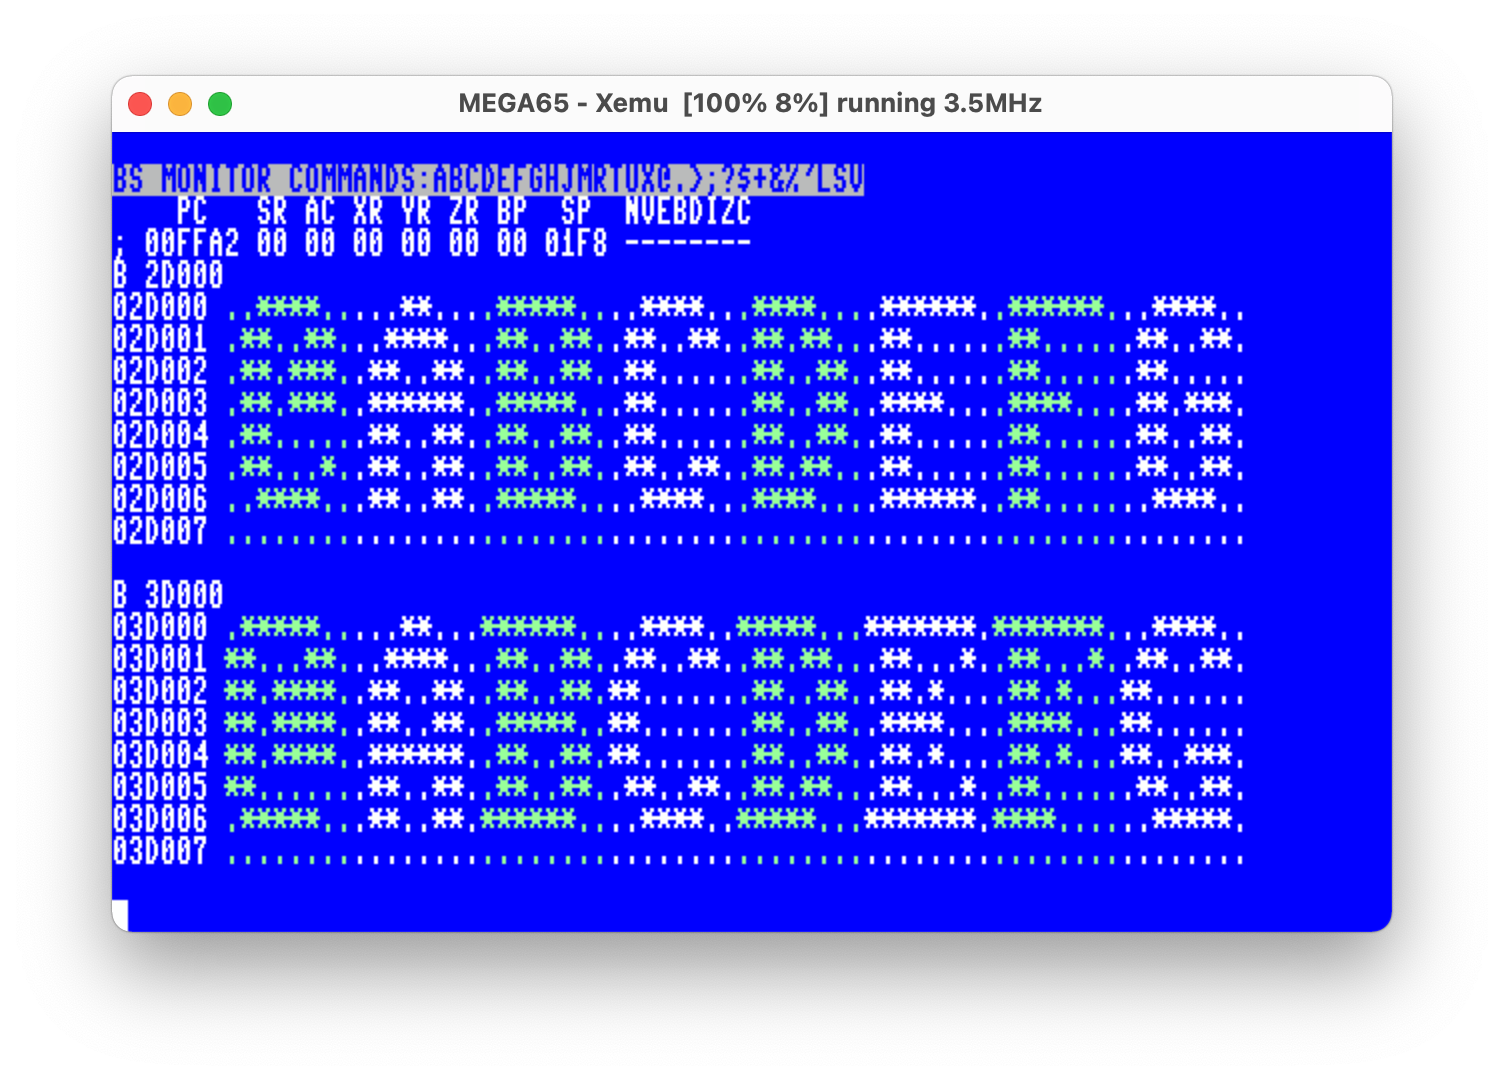 MEGA65 - Xemu [100% 8%] running 3.5MHz
BS MONITOR COMMANDS:ABCDEFGHJMRTUX@.>;?$+&%'LSV
PC SR AC XR YR ZR BP SP NVEBDIZC
; 00FFA2 00 00 00 00 00 00 01F8 --------
B 2D000
02D000 ..****.....**....*****....****...****....******..******...****..
02D001 .**..**...****...**..**..**..**..**.**...**......**......**..**.
02D002 .**.***..**..**..**..**..**......**..**..**......**......**.....
02D003 .**.***..******..*****...**......**..**..****....****....**.***.
02D004 .**......**..**..**..**..**......**..**..**......**......**..**.
02D005 .**...*..**..**..**..**..**..**..**.**...**......**......**..**.
02D006 ..****...**..**..*****....****...****....******..**.......****..
02D007 ................................................................
B 3D000
03D000 .*****.....**...******....****..*****...*******.*******...****..
03D001 **...**...****...**..**..**..**..**.**...**...*..**...*..**..**.
03D002 **.****..**..**..**..**.**.......**..**..**.*....**.*...**......
03D003 **.****..**..**..*****..**.......**..**..****....****...**......
03D004 **.****..******..**..**.**.......**..**..**.*....**.*...**..***.
03D005 **.......**..**..**..**..**..**..**.**...**...*..**......**..**.
03D006 .*****...**..**.******....****..*****...*******.****......*****.
03D007 ................................................................